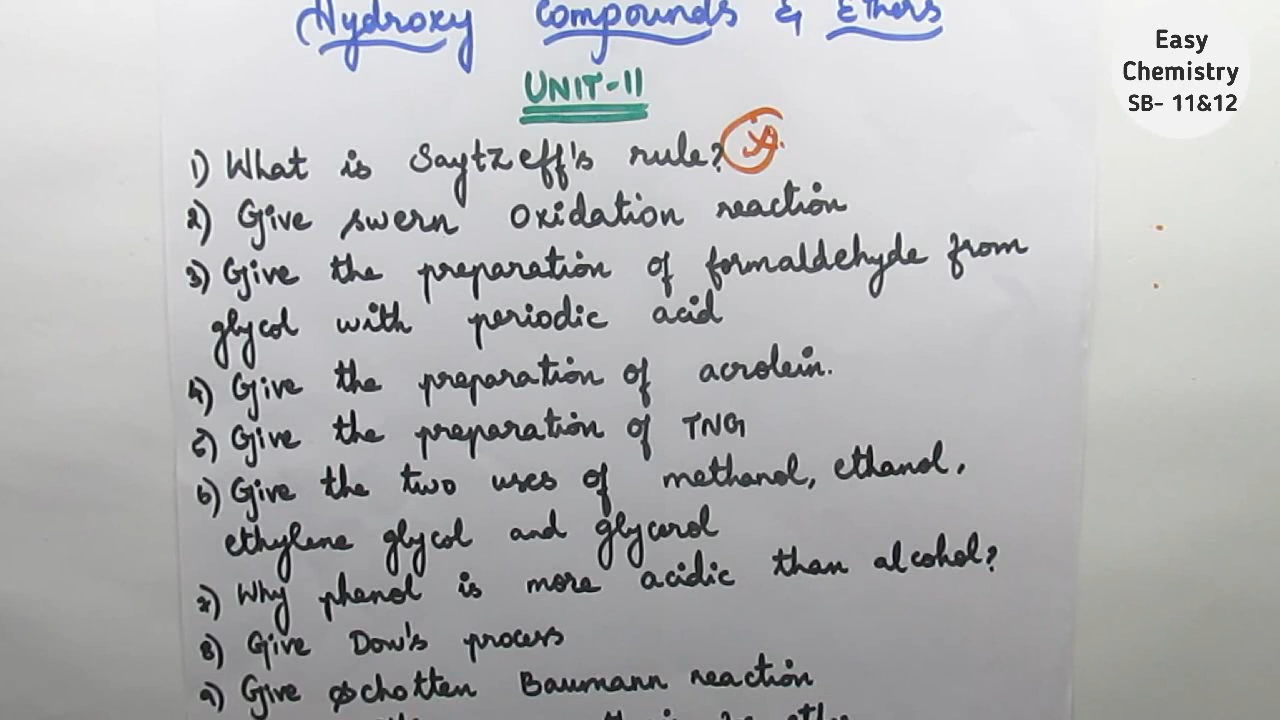 Hydroxy Compounds & Ethers
Easy
Chemistry
SB- 11&12
UNIT-11
1) What is Saytzeff's rule?
2) Give swern oxidation reaction
3) Give the preparation of formaldehyde from
glycol with periodic acid
4) Give the preparation of acrolein.
5) Give the preparation of TNG
6) Give the two uses of methanol, ethanol,
ethylene glycol and glycerol
7) Why phenol is more acidic than alcohol?
8) Give Dow's process
9) Give schotten Baumann reaction